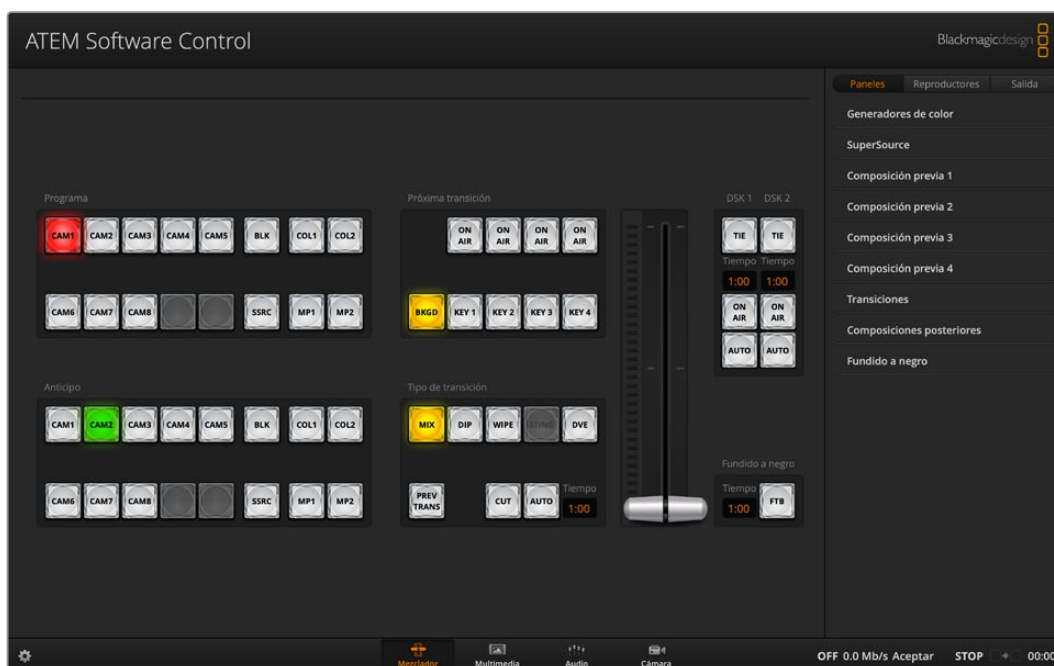 ATEM Software Control
Blackmagicdesign
Paneles Reproductores Salida
Generadores de color
SuperSource
Composición previa 1
Composición previa 2
Composición previa 3
Composición previa 4
Transiciones
Composiciones posteriores
Fundido a negro
Programa
CAM1 CAM2 CAM3 CAM4 CAM5 BLK COL1 COL2
CAM6 CAM7 CAM8 SSRC MP1 MP2
Próxima transición
ON AIR ON AIR ON AIR ON AIR
BKGD KEY 1 KEY 2 KEY 3 KEY 4
DSK 1 DSK 2
TIE TIE
Tiempo Tiempo
1:00 1:00
ON AIR ON AIR
AUTO AUTO
Anticipo
CAM1 CAM2 CAM3 CAM4 CAM5 BLK COL1 COL2
CAM6 CAM7 CAM8 SSRC MP1 MP2
Tipo de transición
MIX DIP WIPE STING DVE
PREV TRANS CUT AUTO Tiempo 1:00
Fundido a negro
Tiempo
1:00 FTB
Mezclador Multimedia Audio Cámara
OFF 0.0 Mb/s Aceptar STOP 00:00